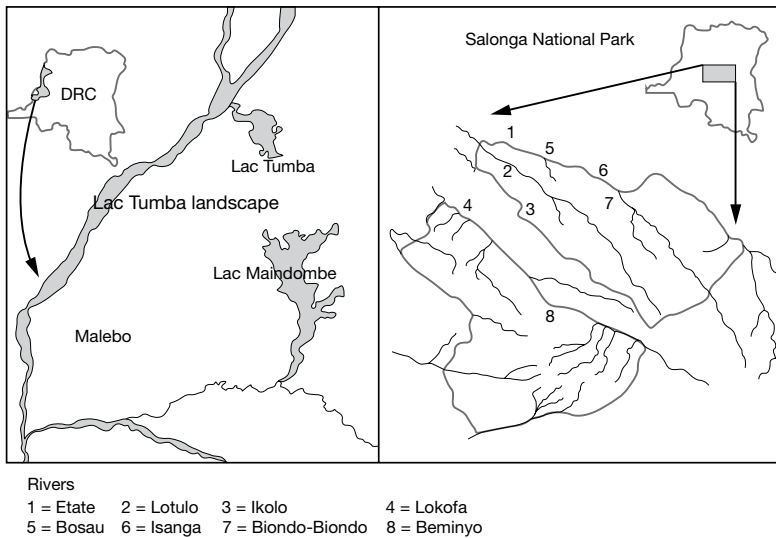 DRC
Lac Tumba
Lac Tumba landscape
Lac Maindombe
Malebo
Salonga National Park
1
5
2
6
7
4
3
8
Rivers
1 = Etate 2 = Lotulo 3 = Ikolo 4 = Lokofa
5 = Bosau 6 = Isanga 7 = Biondo-Biondo 8 = Beminyo